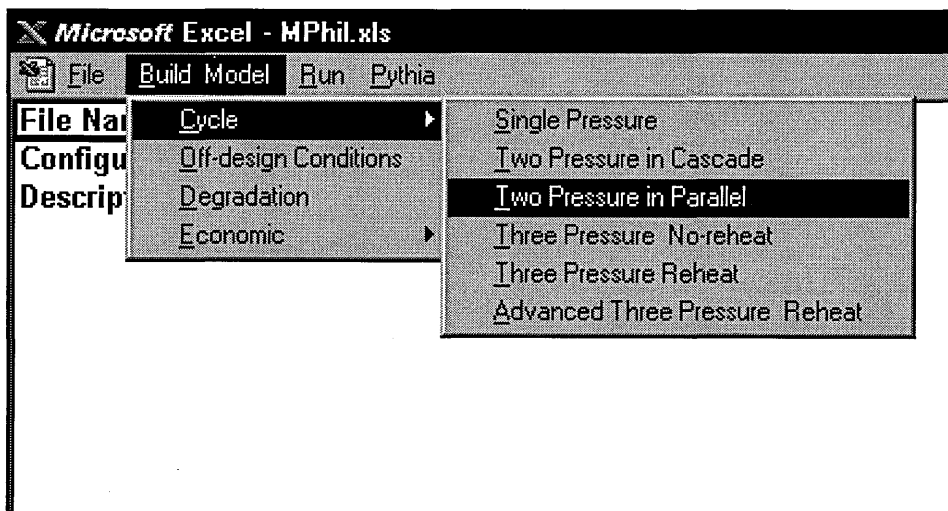 Microsoft Excel - MPhil.xls
File Build Model Run Pythia
File Nar
Configu
Descrip
Cycle
Off-design Conditions
Degradation
Economic
Single Pressure
Two Pressure in Cascade
Two Pressure in Parallel
Three Pressure No-reheat
Three Pressure Reheat
Advanced Three Pressure Reheat